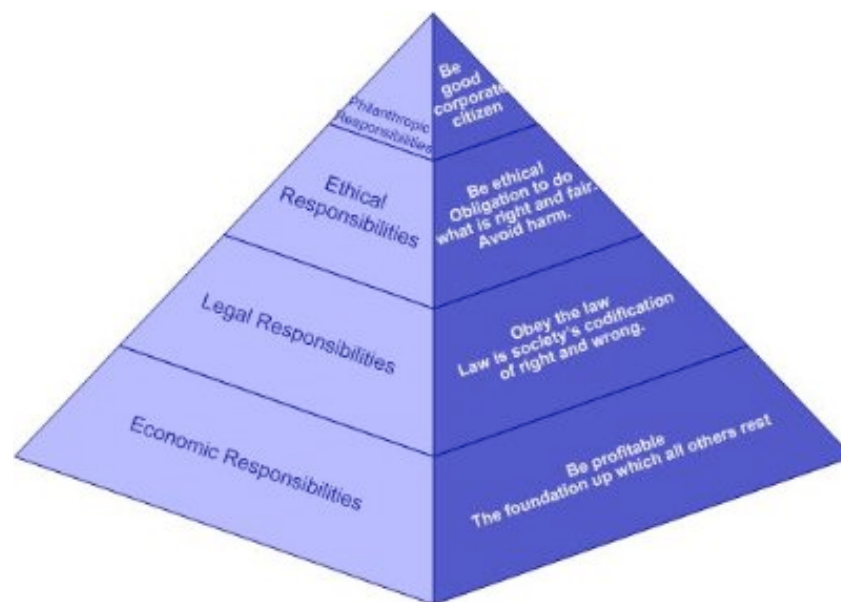 Philanthropic
Responsibilities
Be
good
corporate
citizen
Ethical
Responsibilities
Be ethical
Obligation to do
what is right and fair.
Avoid harm.
Legal Responsibilities
Obey the law
Law is society's codification
of right and wrong.
Economic Responsibilities
Be profitable
The foundation up which all others rest